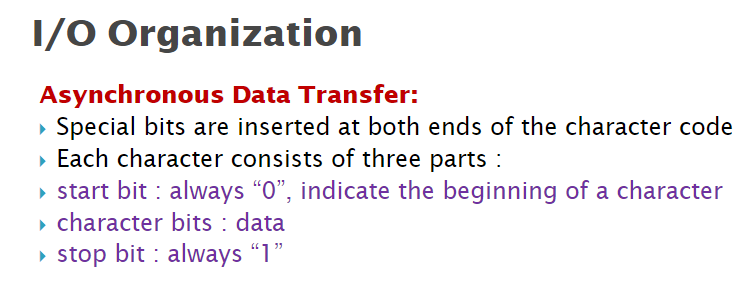 I/O Organization
Asynchronous Data Transfer:
Special bits are inserted at both ends of the character code
Each character consists of three parts :
start bit : always “0”, indicate the beginning of a character
character bits : data
stop bit : always “1”